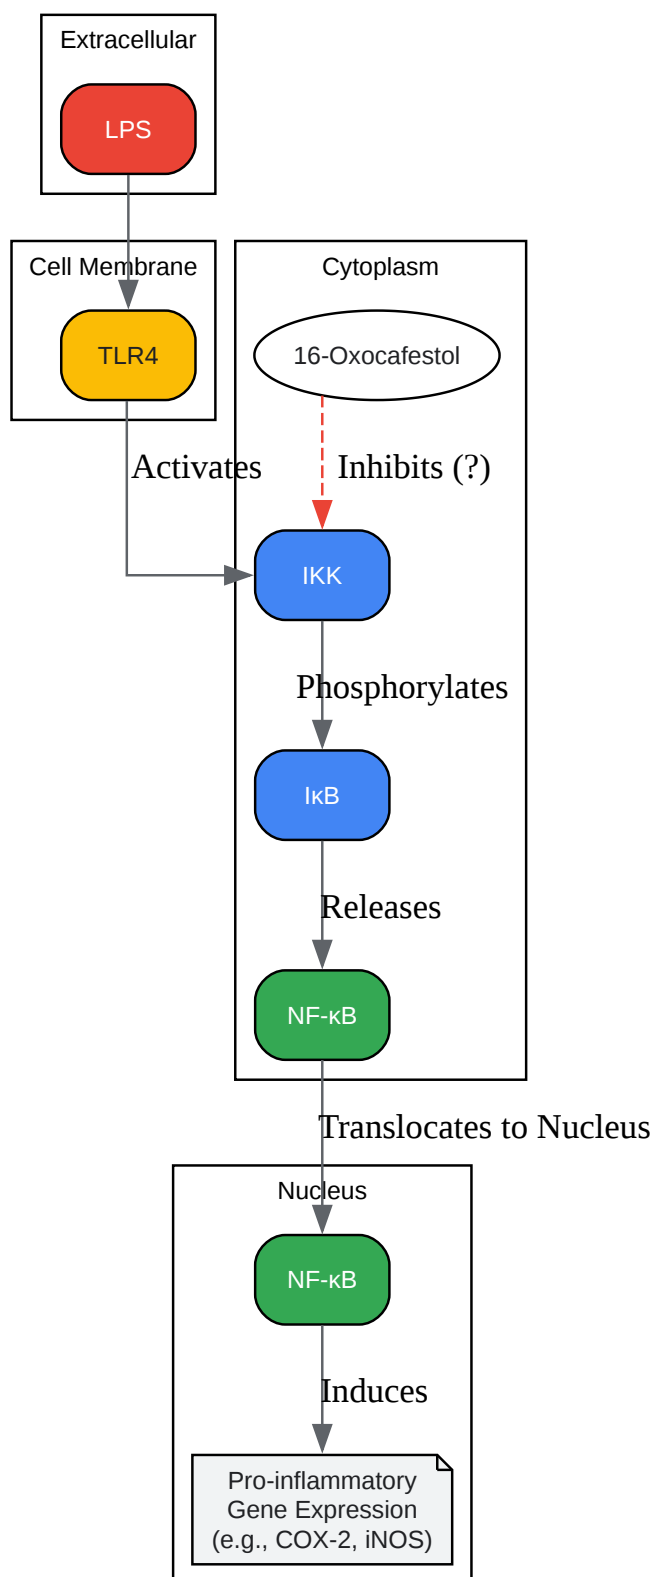 Extracellular
LPS
Cell Membrane
Cytoplasm
TLR4
16-Oxocafestol
Activates
Inhibits (?)
IKK
Phosphorylates
IκB
Releases
NF-κB
Translocates to Nucleus
Nucleus
NF-κB
Induces
Pro-inflammatory
Gene Expression
(e.g., COX-2, iNOS)